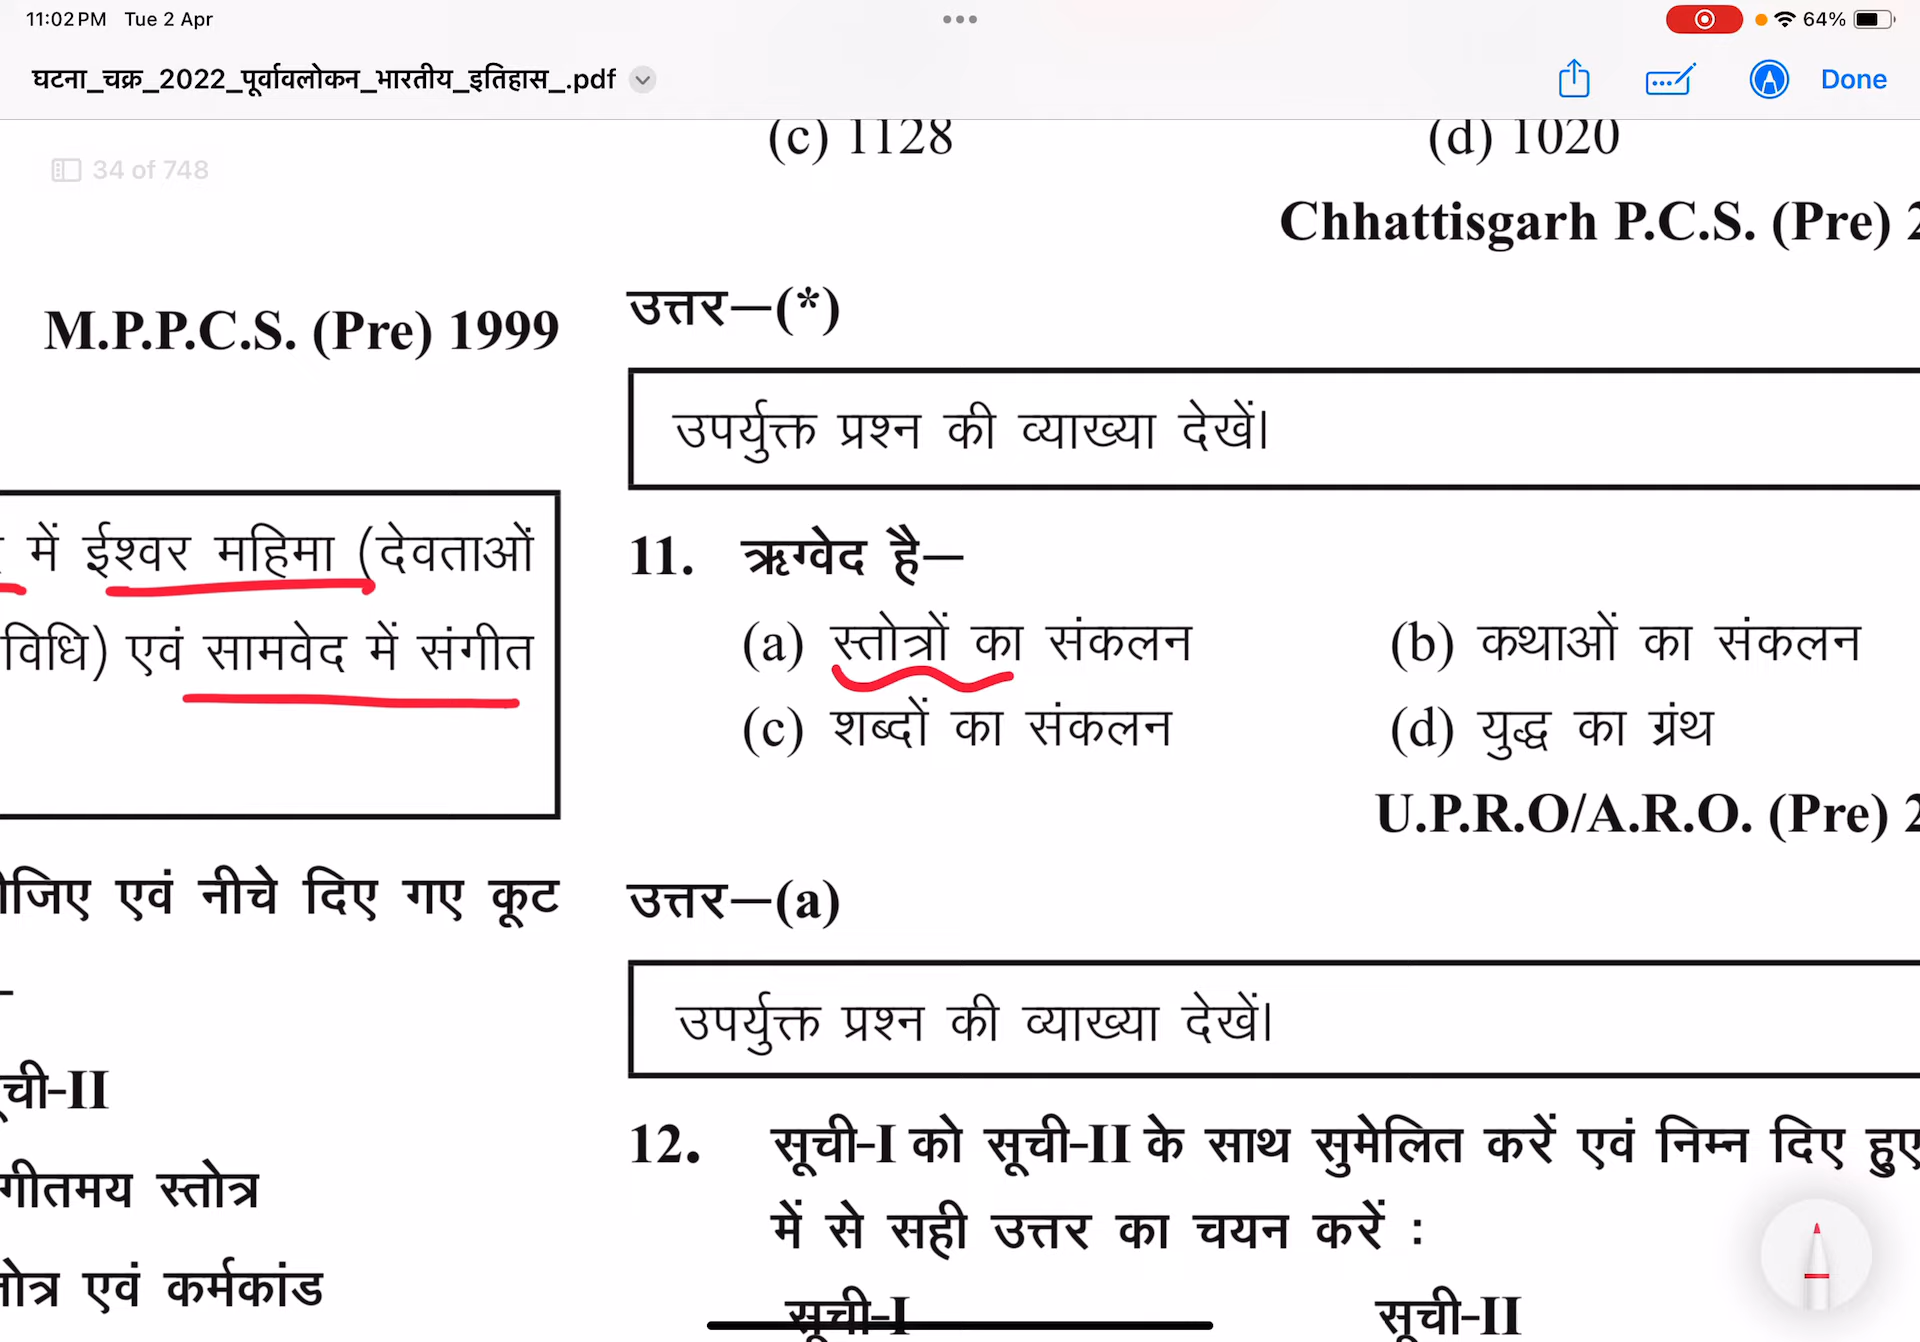 11:02 PM Tue 2 Apr
64%
घटना_चक्र_2022_पूर्वावलोकन_भारतीय_इतिहास_.pdf
Done
34 of 748
M.P.P.C.S. (Pre) 1999
में ईश्वर महिमा (देवताओं
विधि) एवं सामवेद में संगीत
एवं नीचे दिए गए कूट
गीतमय स्तोत्र
एवं कर्मकांड
(c) 1128 (d) 1020
Chhattisgarh P.C.S. (Pre)
उत्तर—(*)
उपर्युक्त प्रश्न की व्याख्या देखें।
11. ऋग्वेद है—
(a) स्तोत्रों का संकलन (b) कथाओं का संकलन
(c) शब्दों का संकलन (d) युद्ध का ग्रंथ
U.P.R.O/A.R.O. (Pre)
उत्तर—(a)
उपर्युक्त प्रश्न की व्याख्या देखें।
12. सूची-I को सूची-II के साथ सुमेलित करें एवं निम्न दिए हुए
में से सही उत्तर का चयन करें :
सूची-I सूची-II